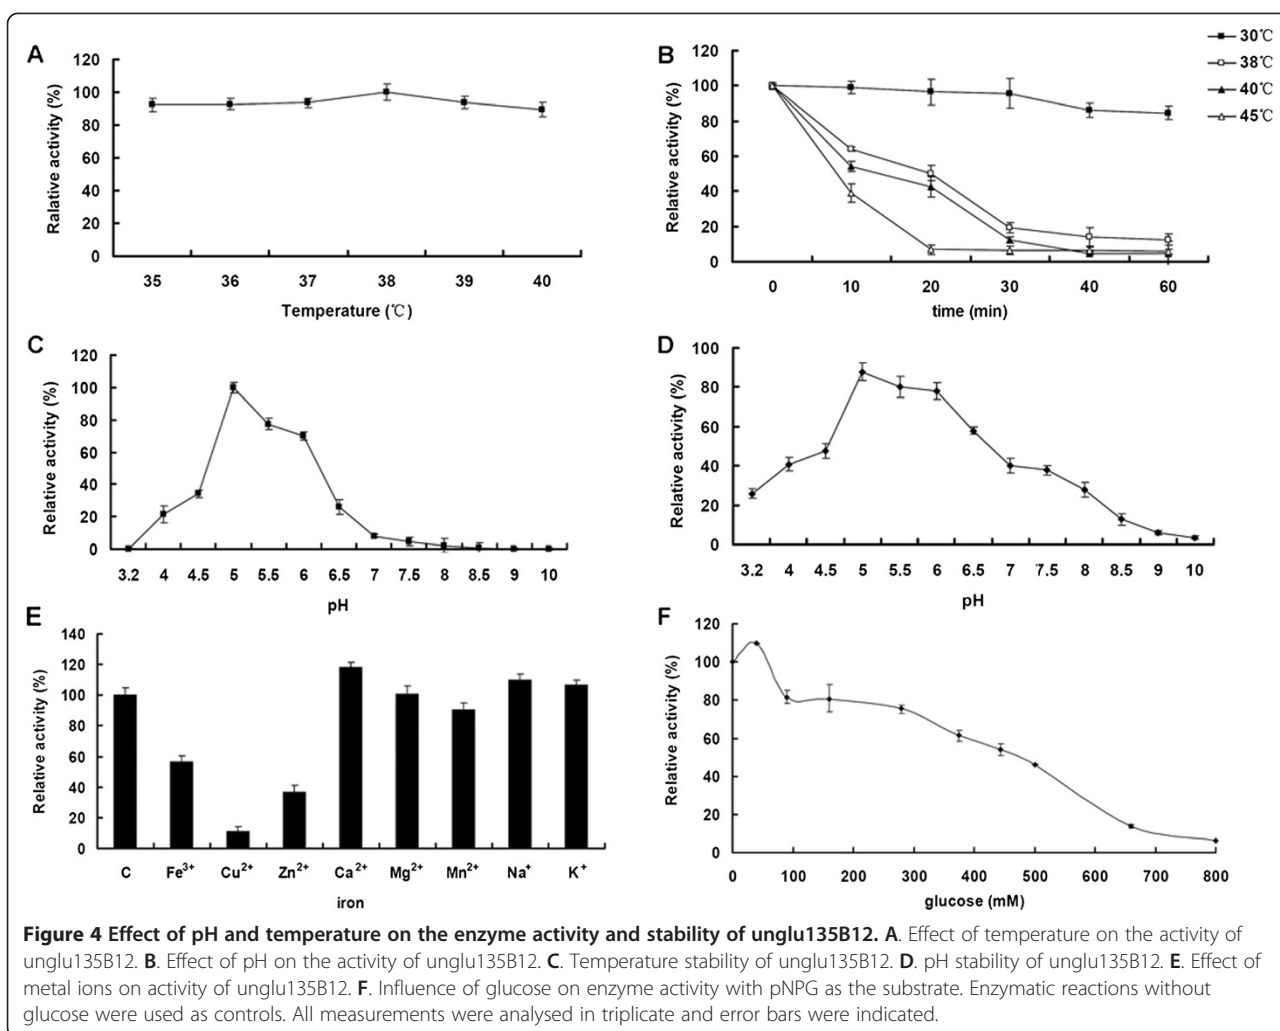 A
120
100
80
60
40
20
0
Ralative activity (%)
35 36 37 38 39 40
Temperature (℃)
B
120
100
80
60
40
20
0
Relative activity (%)
0 10 20 30 40 60
time (min)
30℃
38℃
40℃
45℃
C
120
100
80
60
40
20
0
Relative activity (%)
3.2 4 4.5 5 5.5 6 6.5 7 7.5 8 8.5 9 10
pH
D
100
80
60
40
20
0
Relative activity (%)
3.2 4 4.5 5 5.5 6 6.5 7 7.5 8 8.5 9 10
pH
E
140
120
100
80
60
40
20
0
Relative activity (%)
C Fe³⁺ Cu²⁺ Zn²⁺ Ca²⁺ Mg²⁺ Mn²⁺ Na⁺ K⁺
iron
F
120
100
80
60
40
20
0
Relative activity (%)
0 100 200 300 400 500 600 700 800
glucose (mM)
Figure 4 Effect of pH and temperature on the enzyme activity and stability of unglu135B12. A. Effect of temperature on the activity of
unglu135B12. B. Effect of pH on the activity of unglu135B12. C. Temperature stability of unglu135B12. D. pH stability of unglu135B12. E. Effect of
metal ions on activity of unglu135B12. F. Influence of glucose on enzyme activity with pNPG as the substrate. Enzymatic reactions without
glucose were used as controls. All measurements were analysed in triplicate and error bars were indicated.